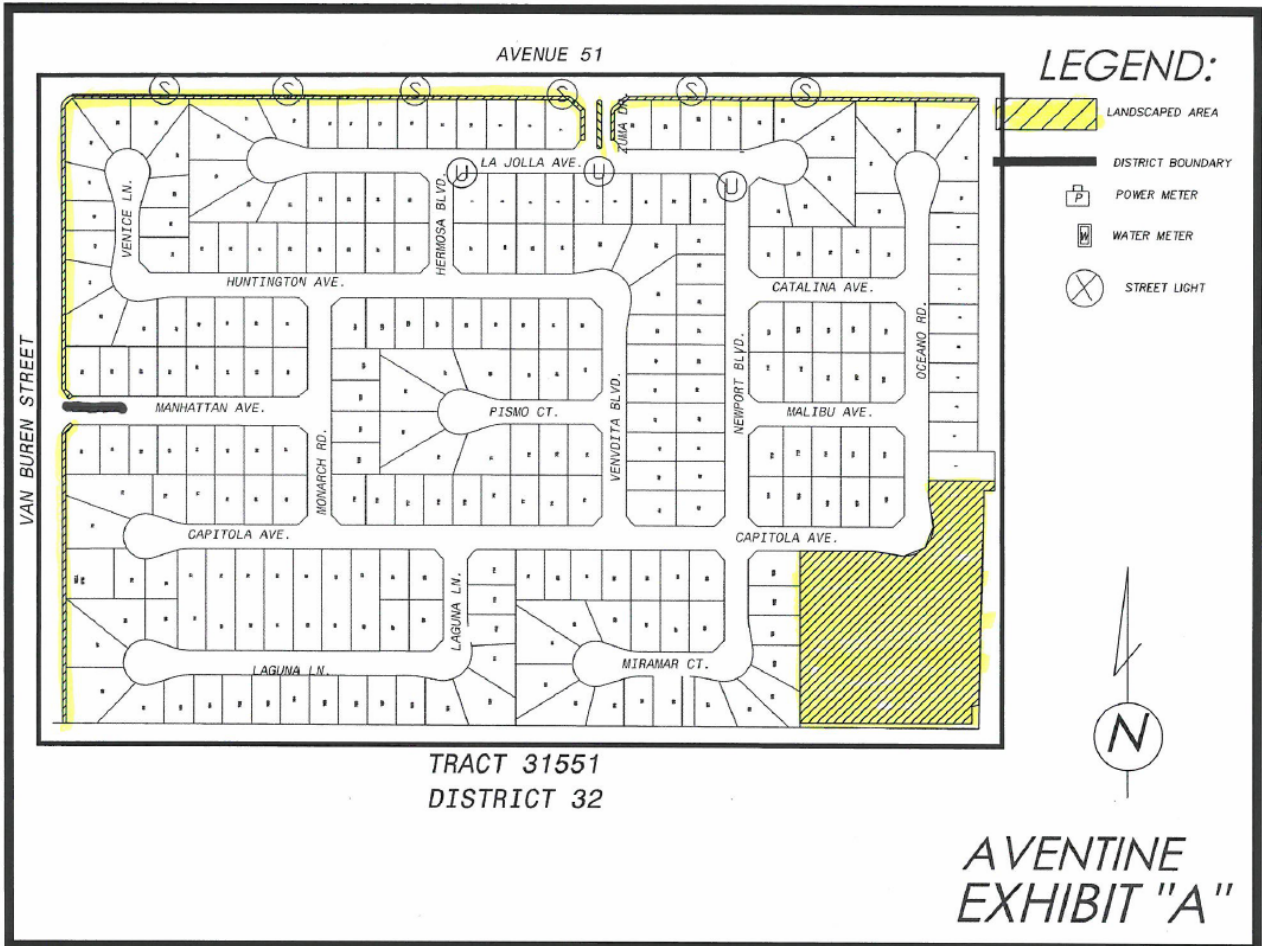 AVENUE 51
LEGEND:
S
S
S
S
S
S
LANDSCAPED AREA
ZUMA DR.
LA JOLLA AVE.
DISTRICT BOUNDARY
U
U
U
P
POWER METER
VENICE LN.
HERMOSA BLVD.
W
WATER METER
HUNTINGTON AVE.
CATALINA AVE.
X
STREET LIGHT
OCEANO RD.
NEWPORT BLVD.
VAN BUREN STREET
MANHATTAN AVE.
PISMO CT.
VENVDITA BLVD.
MALIBU AVE.
MONARCH RD.
CAPITOLA AVE.
CAPITOLA AVE.
LAGUNA LN.
LAGUNA LN.
MIRAMAR CT.
N
TRACT 31551
DISTRICT 32
AVENTINE
EXHIBIT "A"